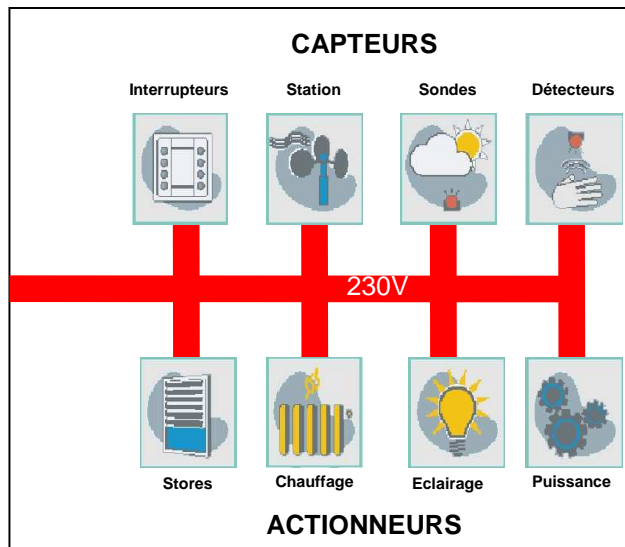 CAPTEURS
Interrupteurs Station Sondes Détecteurs
230V
Stores Chauffage Eclairage Puissance
ACTIONNEURS